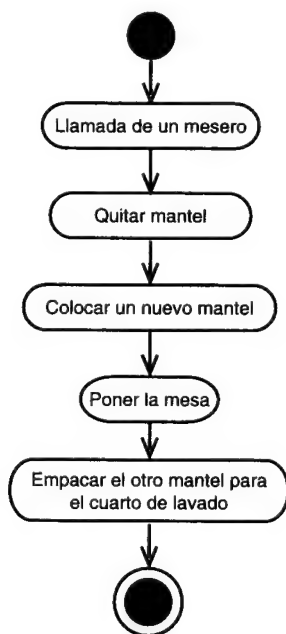 Llamada de un mesero
Quitar mantel
Colocar un nuevo mantel
Poner la mesa
Empacar el otro mantel para
el cuarto de lavado